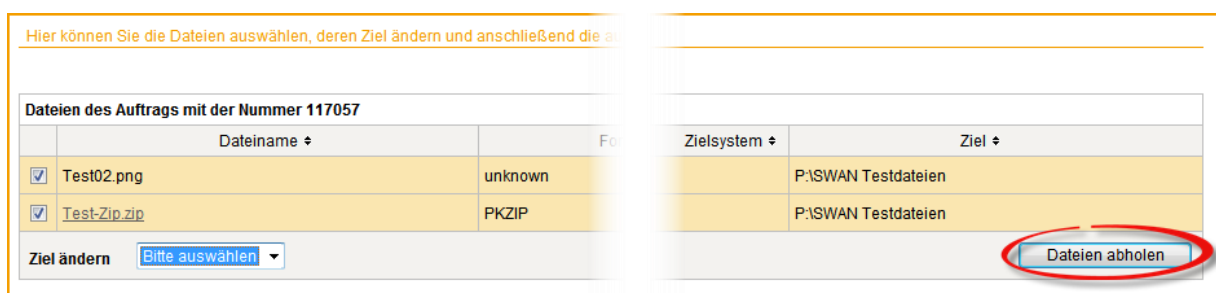 Hier können Sie die Dateien auswählen, deren Ziel ändern und anschließend die
Dateien des Auftrags mit der Nummer 117057
Dateiname Zielsystem Ziel
Test02.png unknown P:\SWAN Testdateien
Test-Zip.zip PKZIP P:\SWAN Testdateien
Ziel ändern Bitte auswählen Dateien abholen